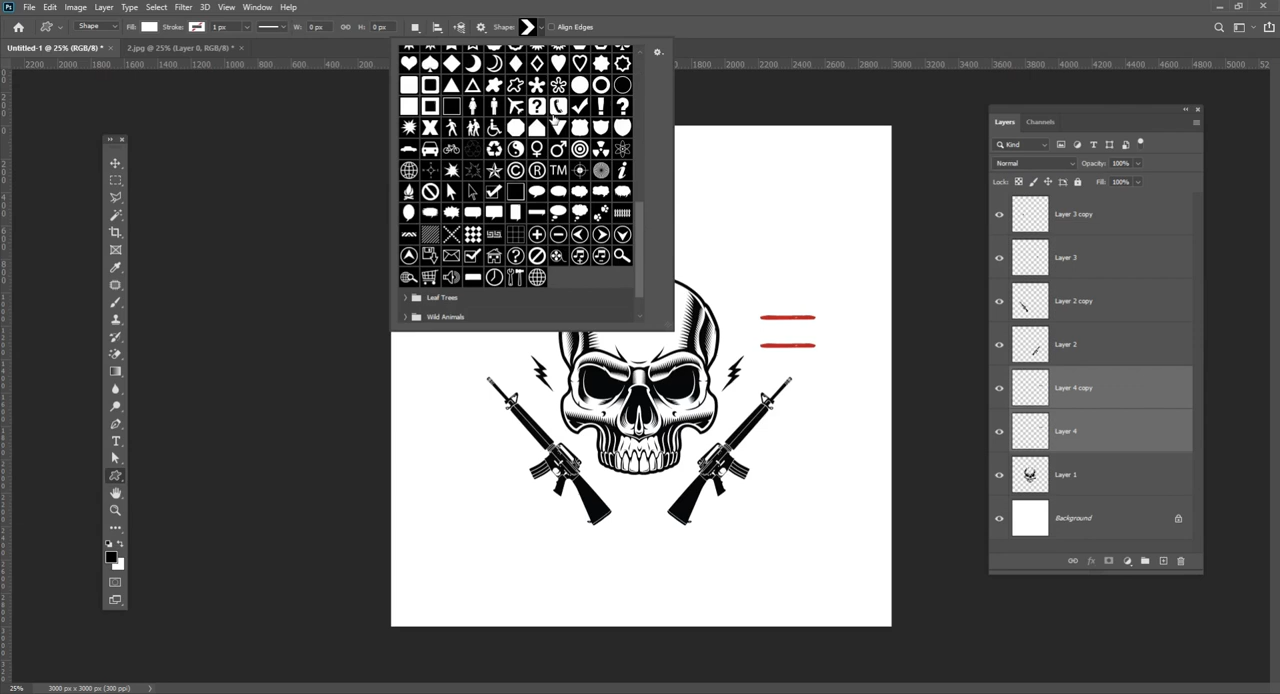 Ps File Edit Image Layer Type Select Filter 3D View Window Help
Shape Fill: Stroke: 1 px W: 0 px H: 0 px Shape: Align Edges
Untitled-1 @ 25% (RGB/8) * × 2.jpg @ 25% (Layer 0, RGB/8) * ×
Leaf Trees
Wild Animals
Layers Channels
Kind
Normal Opacity: 100%
Lock: Fill: 100%
Layer 3 copy
Layer 3
Layer 2 copy
Layer 2
Layer 4 copy
Layer 4
Layer 1
Background
25% 3000 px x 3000 px (300 ppi)